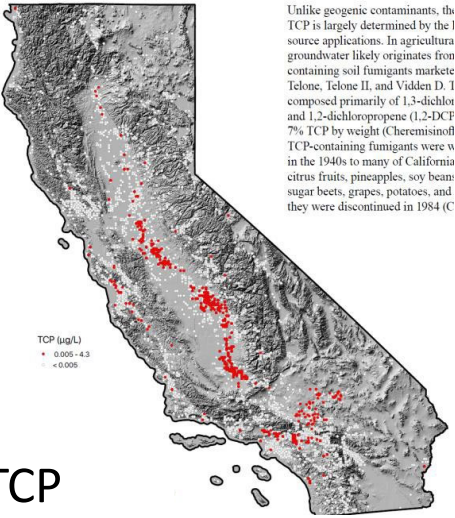 Unlike geogenic contaminants, the
TCP is largely determined by the
source applications. In agricultura
groundwater likely originates from
containing soil fumigants markete
Telone, Telone II, and Vidden D. T
composed primarily of 1,3-dichlor
and 1,2-dichloropropene (1,2-DCP
7% TCP by weight (Cheremisinof
TCP-containing fumigants were w
in the 1940s to many of California
citrus fruits, pineapples, soy beans
sugar beets, grapes, potatoes, and
they were discontinued in 1984 (C
TCP (µg/L)
0.005 - 4.3
< 0.005
TCP